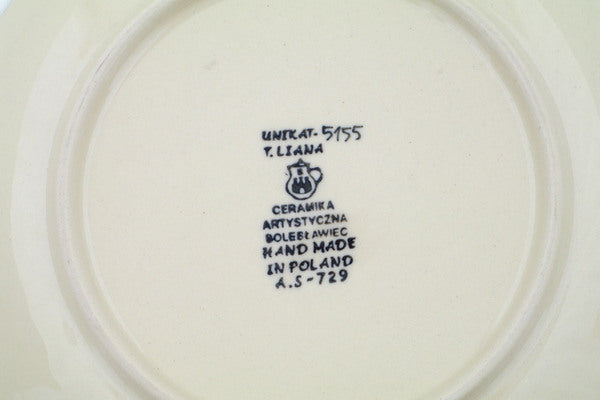 UNIKAT-5155
T. LIANA
CERAMIKA
ARTYSTYCZNA
BOLESŁAWIEC
HAND MADE
IN POLAND
A.S-729